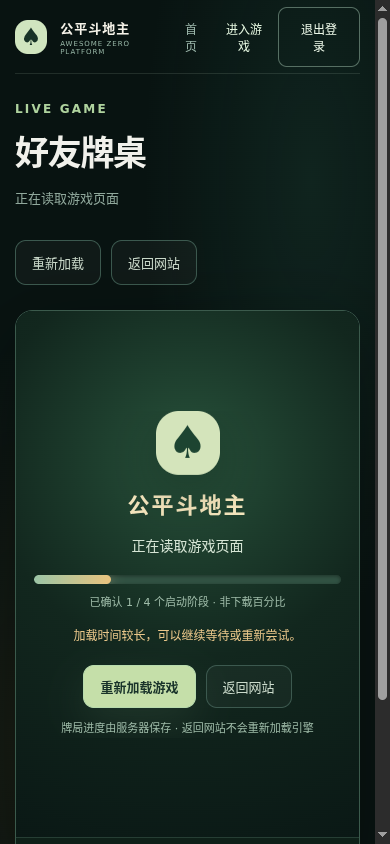 公平斗地主
AWESOME ZERO
PLATFORM
首
页
进入游
戏
退出登
录
LIVE GAME
好友牌桌
正在读取游戏页面
重新加载
返回网站
公平斗地主
正在读取游戏页面
已确认 1 / 4 个启动阶段 · 非下载百分比
加载时间较长，可以继续等待或重新尝试。
重新加载游戏
返回网站
牌局进度由服务器保存 · 返回网站不会重新加载引擎